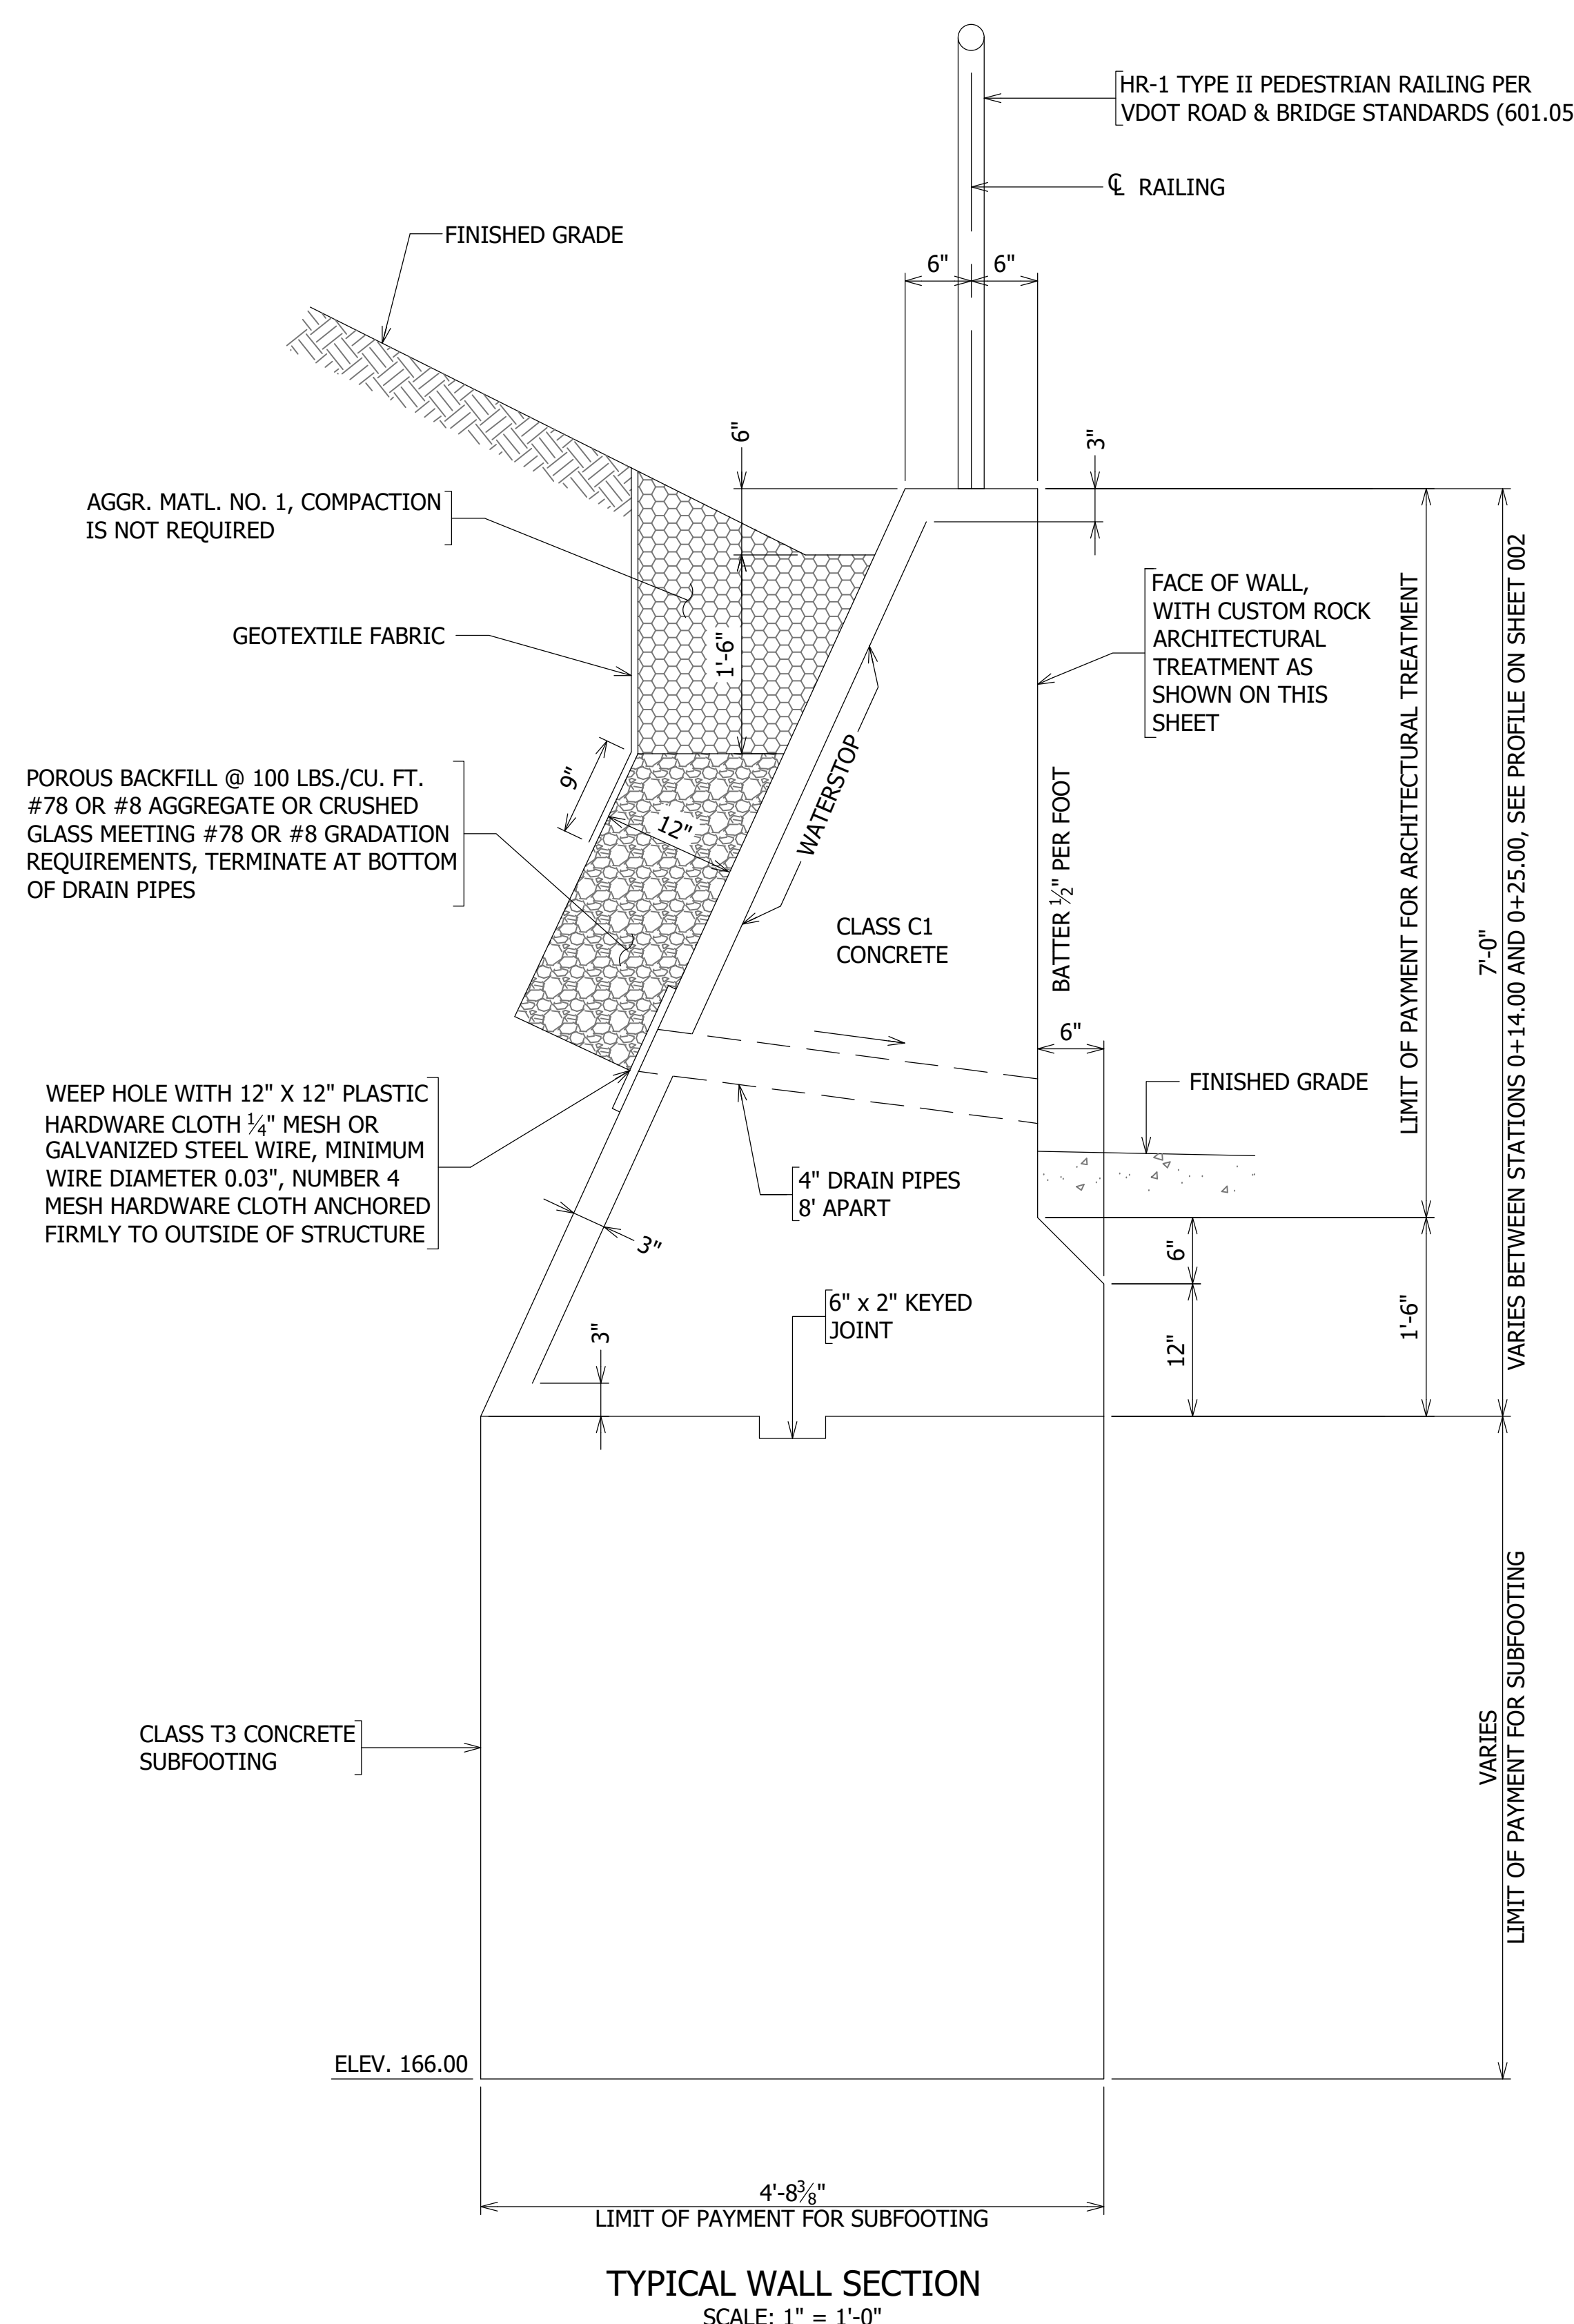 HR-1 TYPE II PEDESTRIAN RAILING PER
VDOT ROAD & BRIDGE STANDARDS (601.05
℄ RAILING
FINISHED GRADE
6"
6"
6"
3"
AGGR. MATL. NO. 1, COMPACTION
IS NOT REQUIRED
GEOTEXTILE FABRIC
1'-6"
FACE OF WALL,
WITH CUSTOM ROCK
ARCHITECTURAL
TREATMENT AS
SHOWN ON THIS
SHEET
LIMIT OF PAYMENT FOR ARCHITECTURAL TREATMENT
7'-0"
VARIES BETWEEN STATIONS 0+14.00 AND 0+25.00, SEE PROFILE ON SHEET 002
POROUS BACKFILL @ 100 LBS./CU. FT.
#78 OR #8 AGGREGATE OR CRUSHED
GLASS MEETING #78 OR #8 GRADATION
REQUIREMENTS, TERMINATE AT BOTTOM
OF DRAIN PIPES
9"
12"
WATERSTOP
BATTER ½" PER FOOT
CLASS C1
CONCRETE
6"
FINISHED GRADE
WEEP HOLE WITH 12" X 12" PLASTIC
HARDWARE CLOTH ¼" MESH OR
GALVANIZED STEEL WIRE, MINIMUM
WIRE DIAMETER 0.03", NUMBER 4
MESH HARDWARE CLOTH ANCHORED
FIRMLY TO OUTSIDE OF STRUCTURE
4" DRAIN PIPES
8' APART
3"
6"
6" x 2" KEYED
JOINT
3"
12"
1'-6"
CLASS T3 CONCRETE
SUBFOOTING
VARIES
LIMIT OF PAYMENT FOR SUBFOOTING
ELEV. 166.00
4'-8⅜"
LIMIT OF PAYMENT FOR SUBFOOTING
TYPICAL WALL SECTION
SCALE: 1" = 1'-0"